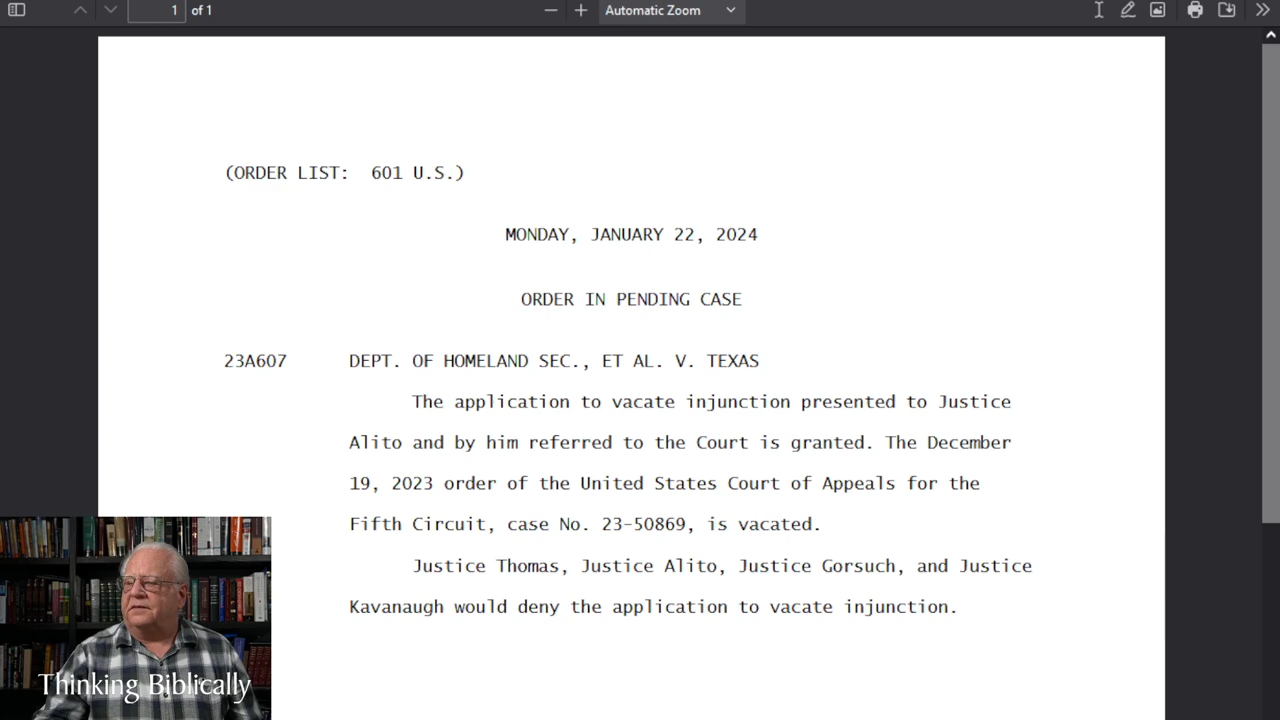 1 of 1
Automatic Zoom
(ORDER LIST: 601 U.S.)
MONDAY, JANUARY 22, 2024
ORDER IN PENDING CASE
23A607 DEPT. OF HOMELAND SEC., ET AL. V. TEXAS
The application to vacate injunction presented to Justice
Alito and by him referred to the Court is granted. The December
19, 2023 order of the United States Court of Appeals for the
Fifth Circuit, case No. 23-50869, is vacated.
Justice Thomas, Justice Alito, Justice Gorsuch, and Justice
Kavanaugh would deny the application to vacate injunction.
Thinking Biblically